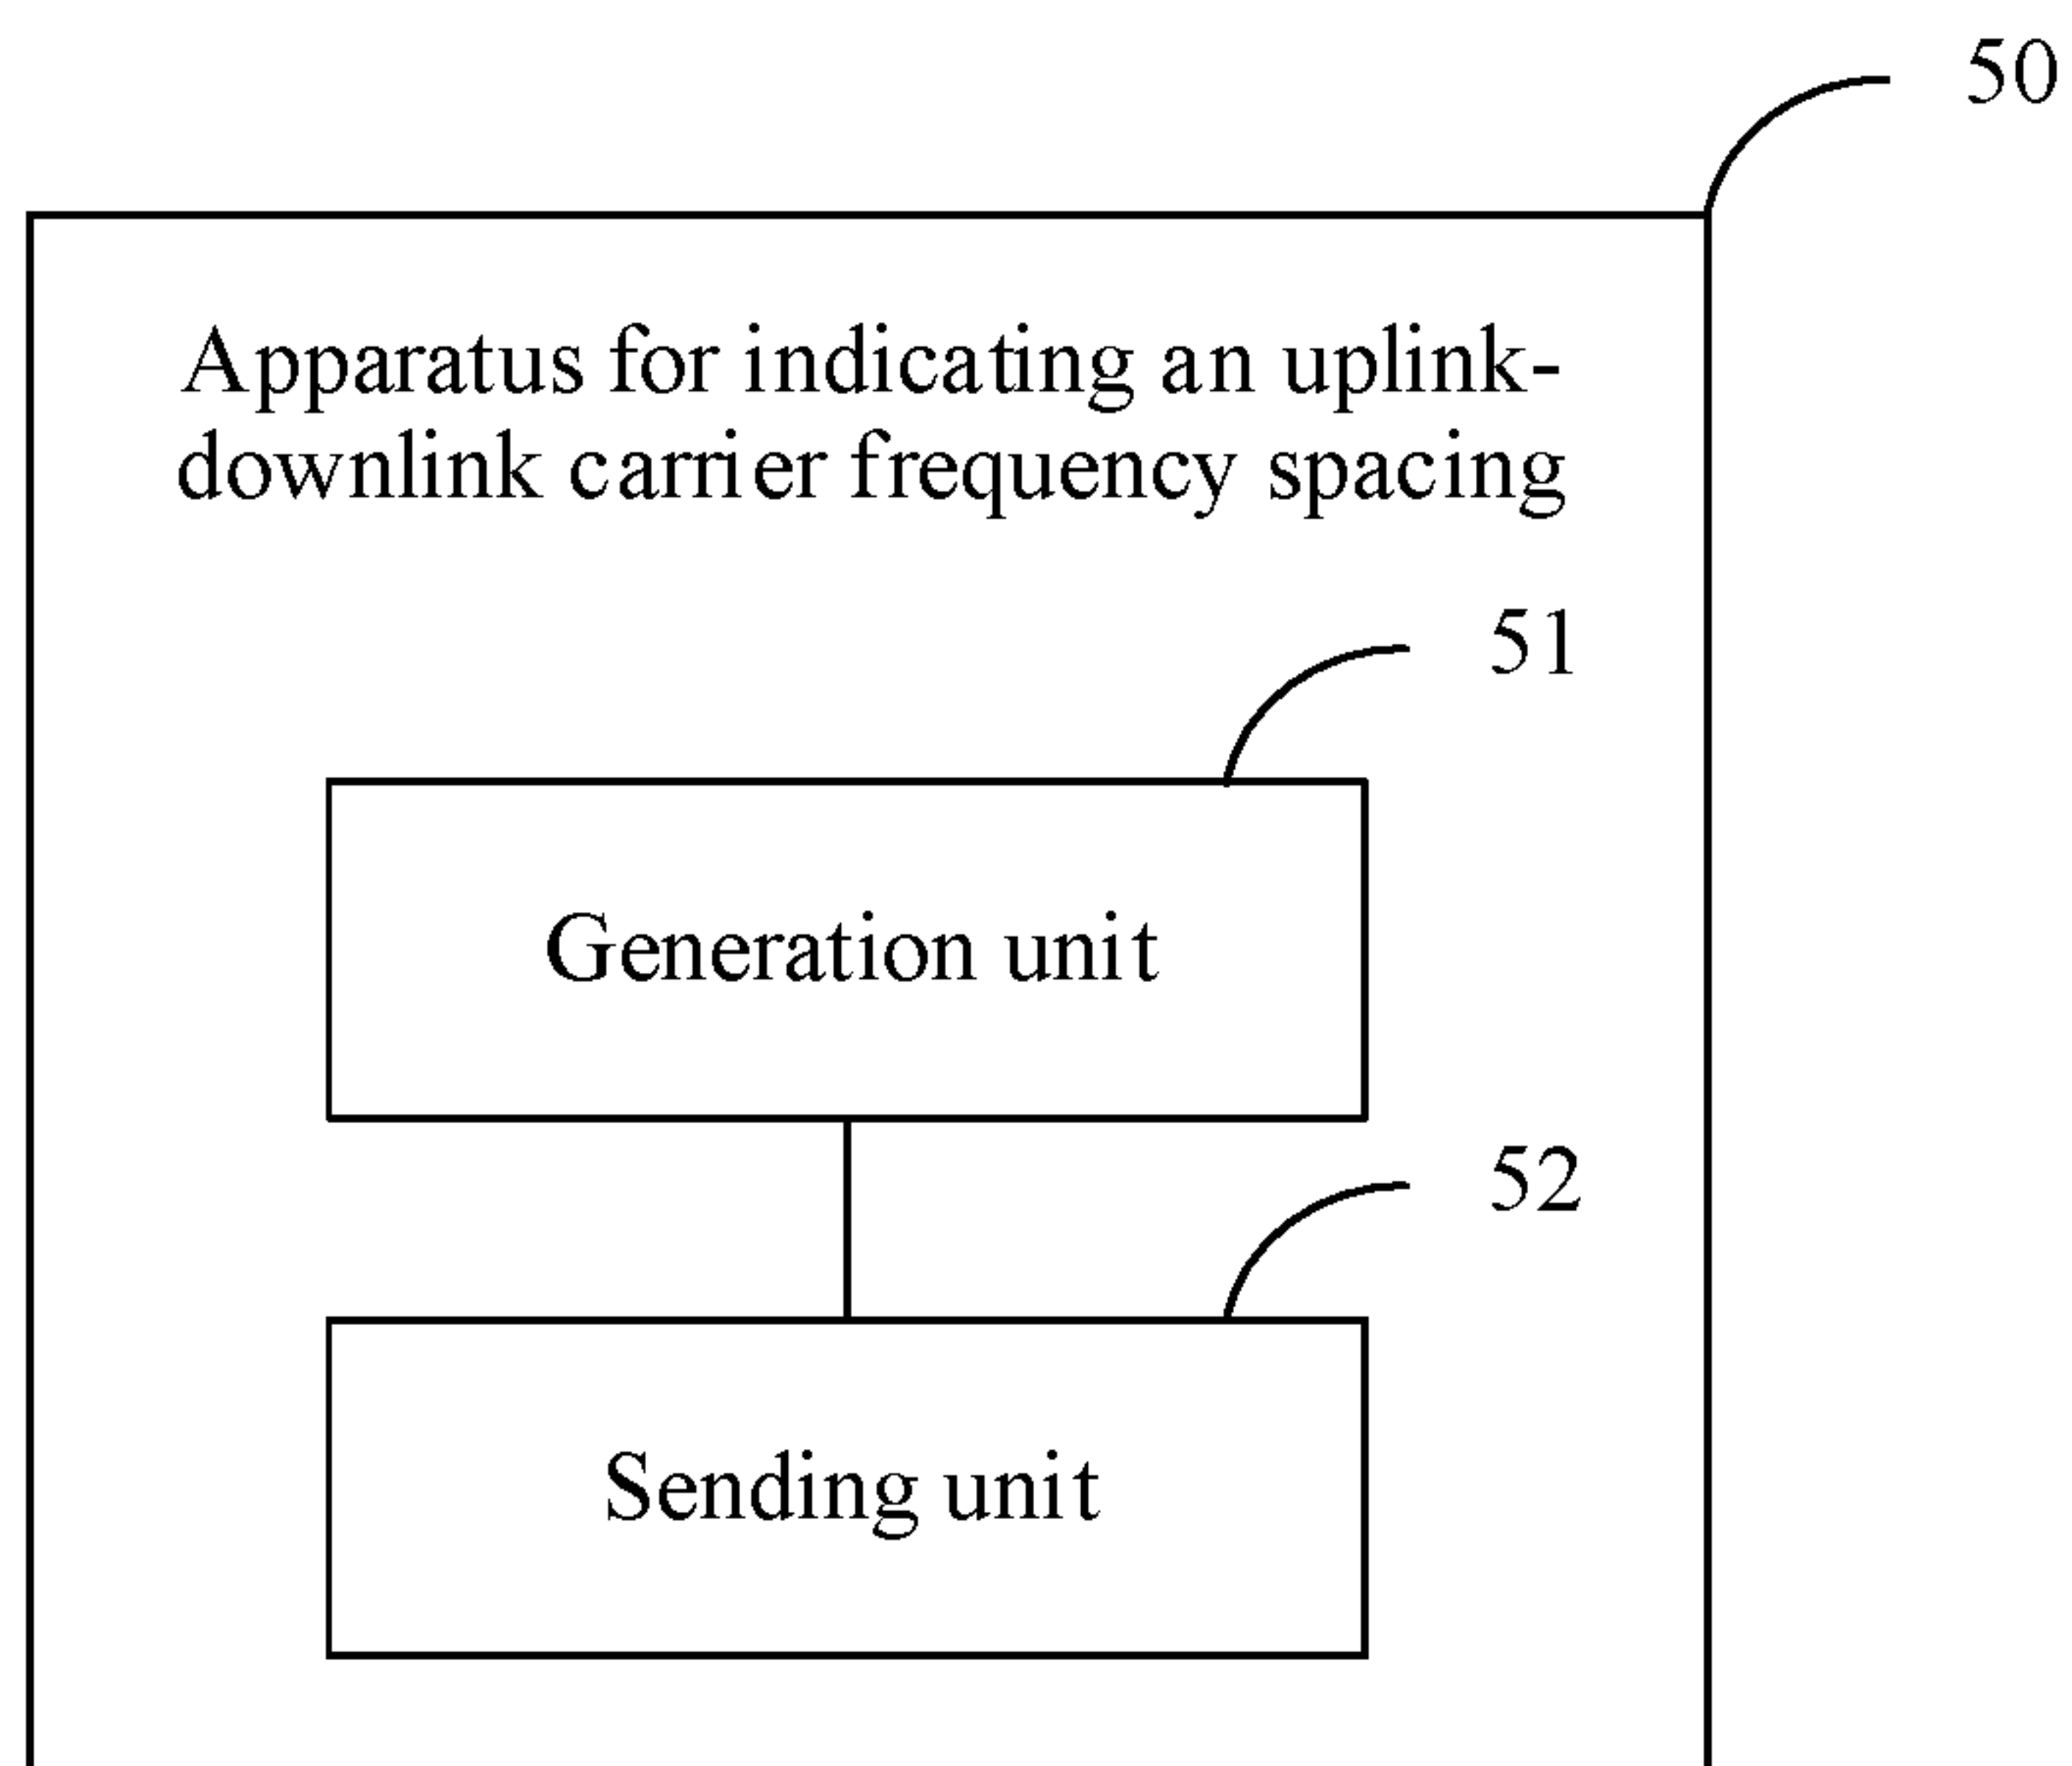 50
Apparatus for indicating an uplink-
downlink carrier frequency spacing
51
Generation unit
52
Sending unit